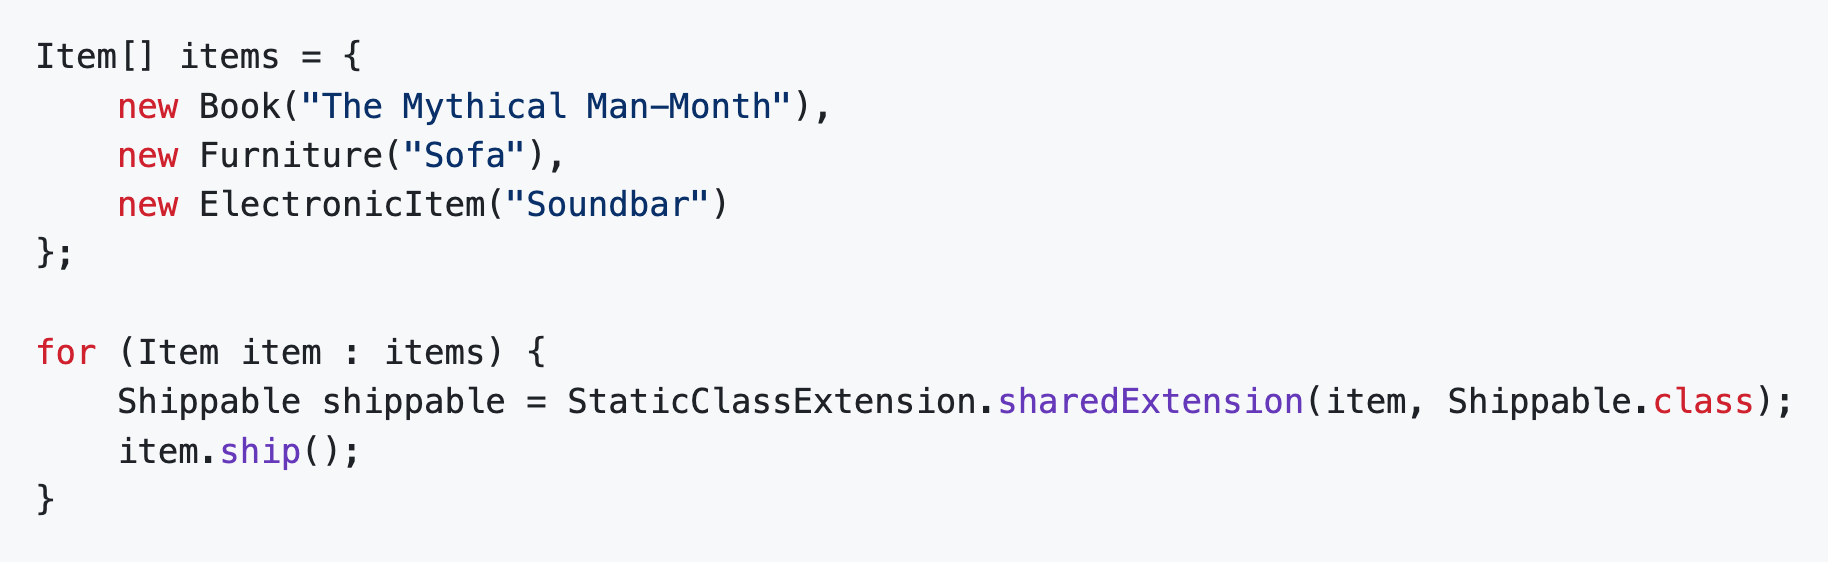 Item[] items = {
    new Book("The Mythical Man-Month"),
    new Furniture("Sofa"),
    new ElectronicItem("Soundbar")
};

for (Item item : items) {
    Shippable shippable = StaticClassExtension.sharedExtension(item, Shippable.class);
    item.ship();
}